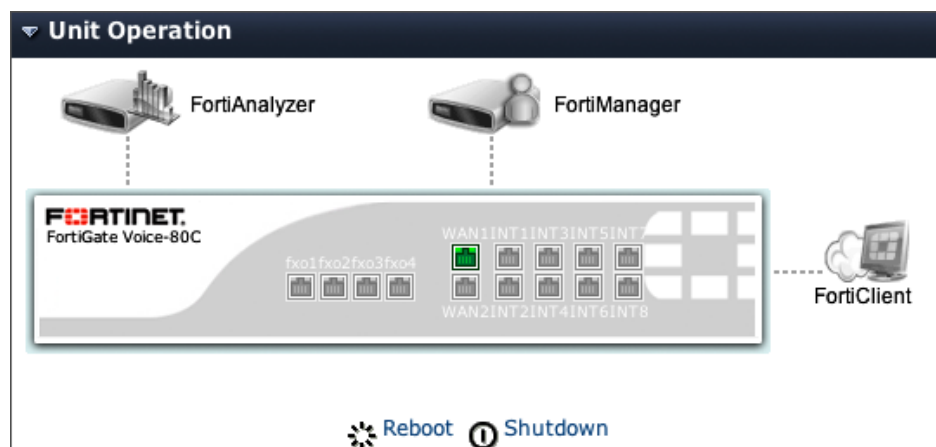 Unit Operation
FortiAnalyzer
FortiManager
FORTINET.
FortiGate Voice-80C
WAN1INT1INT3INT5INT7
fxo1fxo2fxo3fxo4
WAN2INT2INT4INT6INT8
FortiClient
Reboot
Shutdown